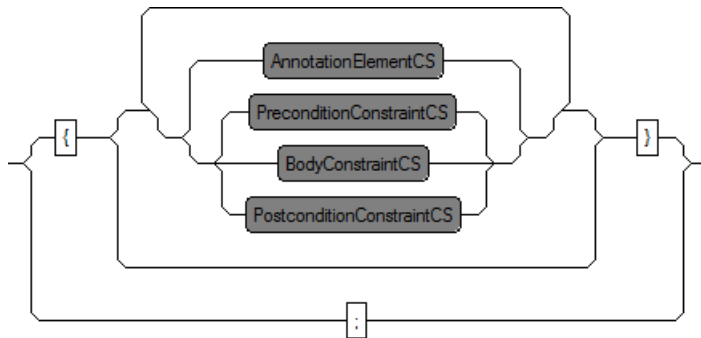 AnnotationElementCS
PreconditionConstraintCS
{
}
BodyConstraintCS
PostconditionConstraintCS
;